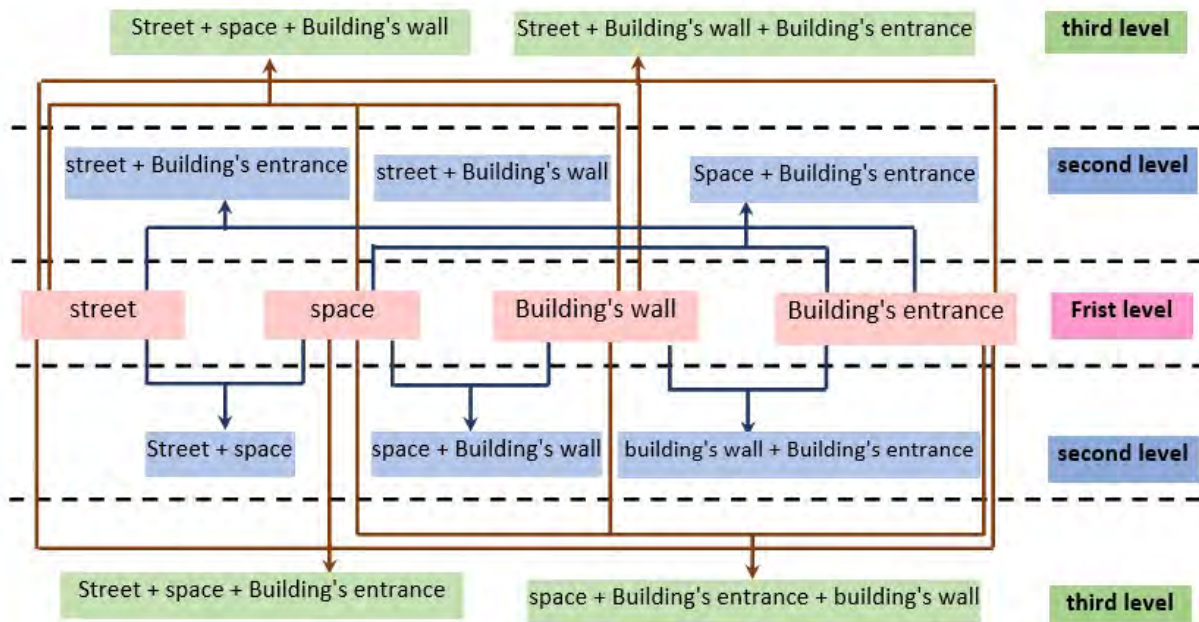 Street + space + Building's wall
Street + Building's wall + Building's entrance
third level
street + Building's entrance
street + Building's wall
Space + Building's entrance
second level
street
space
Building's wall
Building's entrance
Frist level
Street + space
space + Building's wall
building's wall + Building's entrance
second level
Street + space + Building's entrance
space + Building's entrance + building's wall
third level